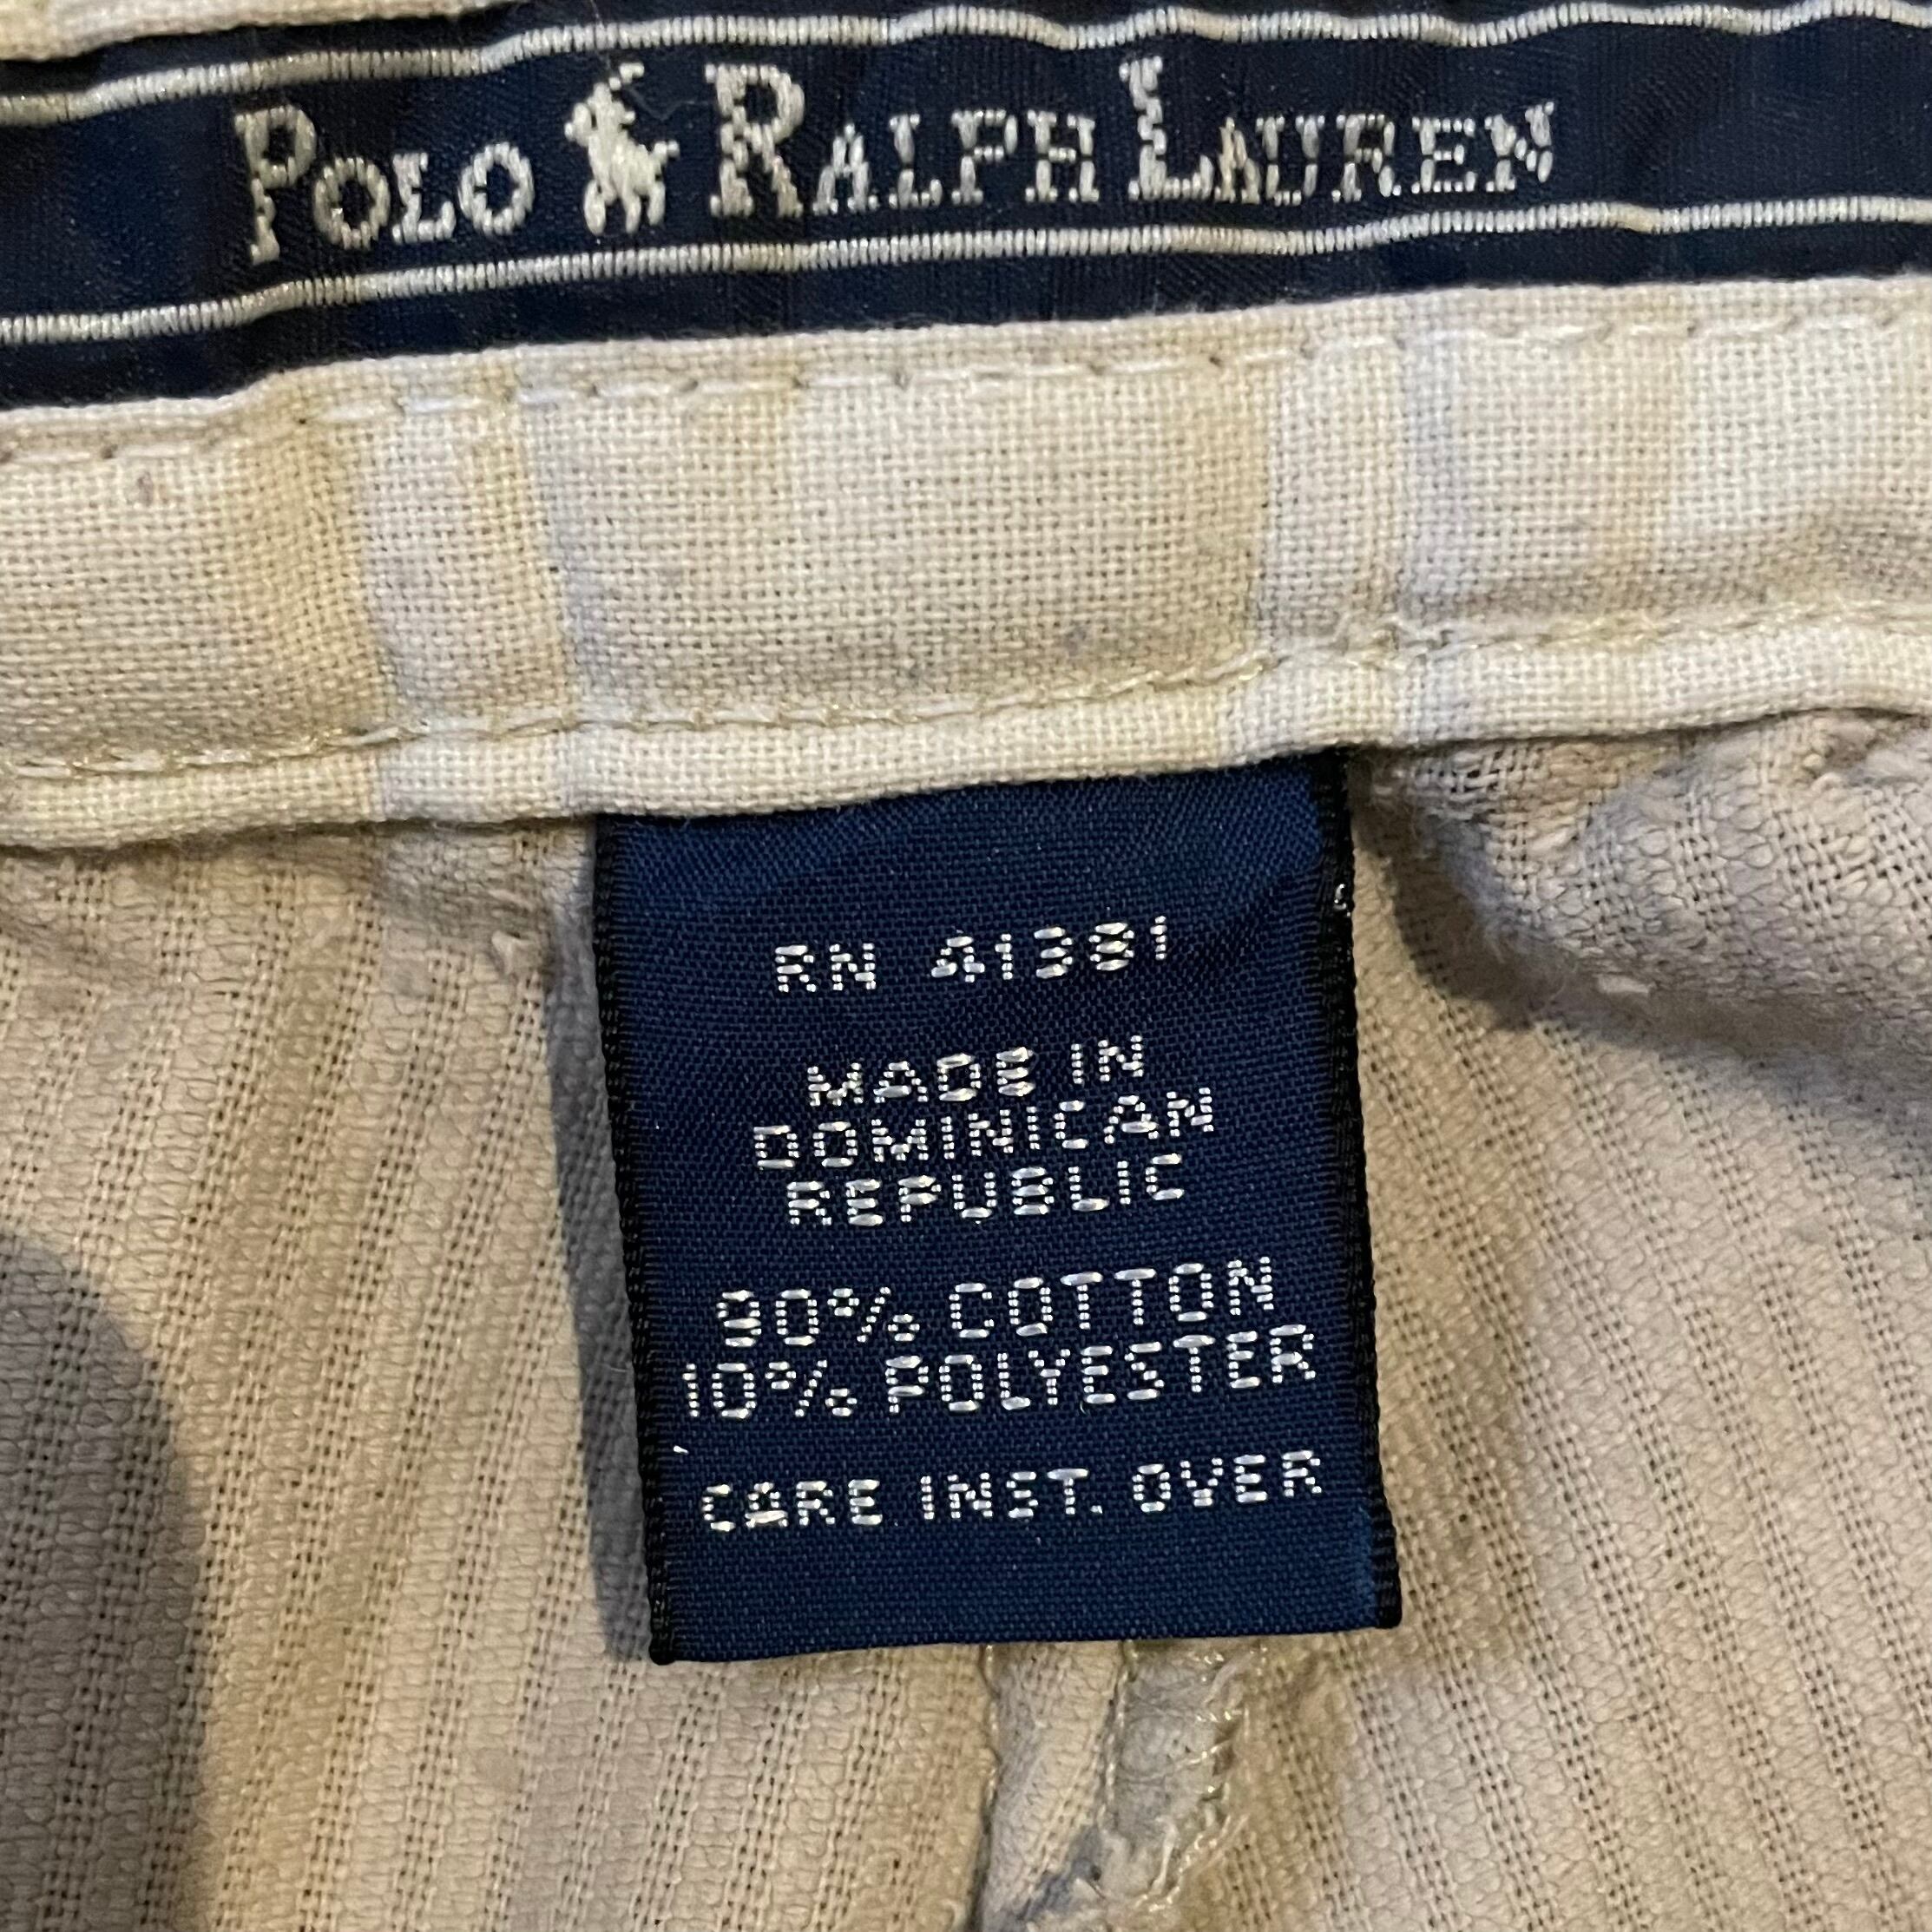 POLO RALPH LAUREN
RN 41381
MADE IN
DOMINICAN
REPUBLIC
90% COTTON
10% POLYESTER
CARE INST. OVER